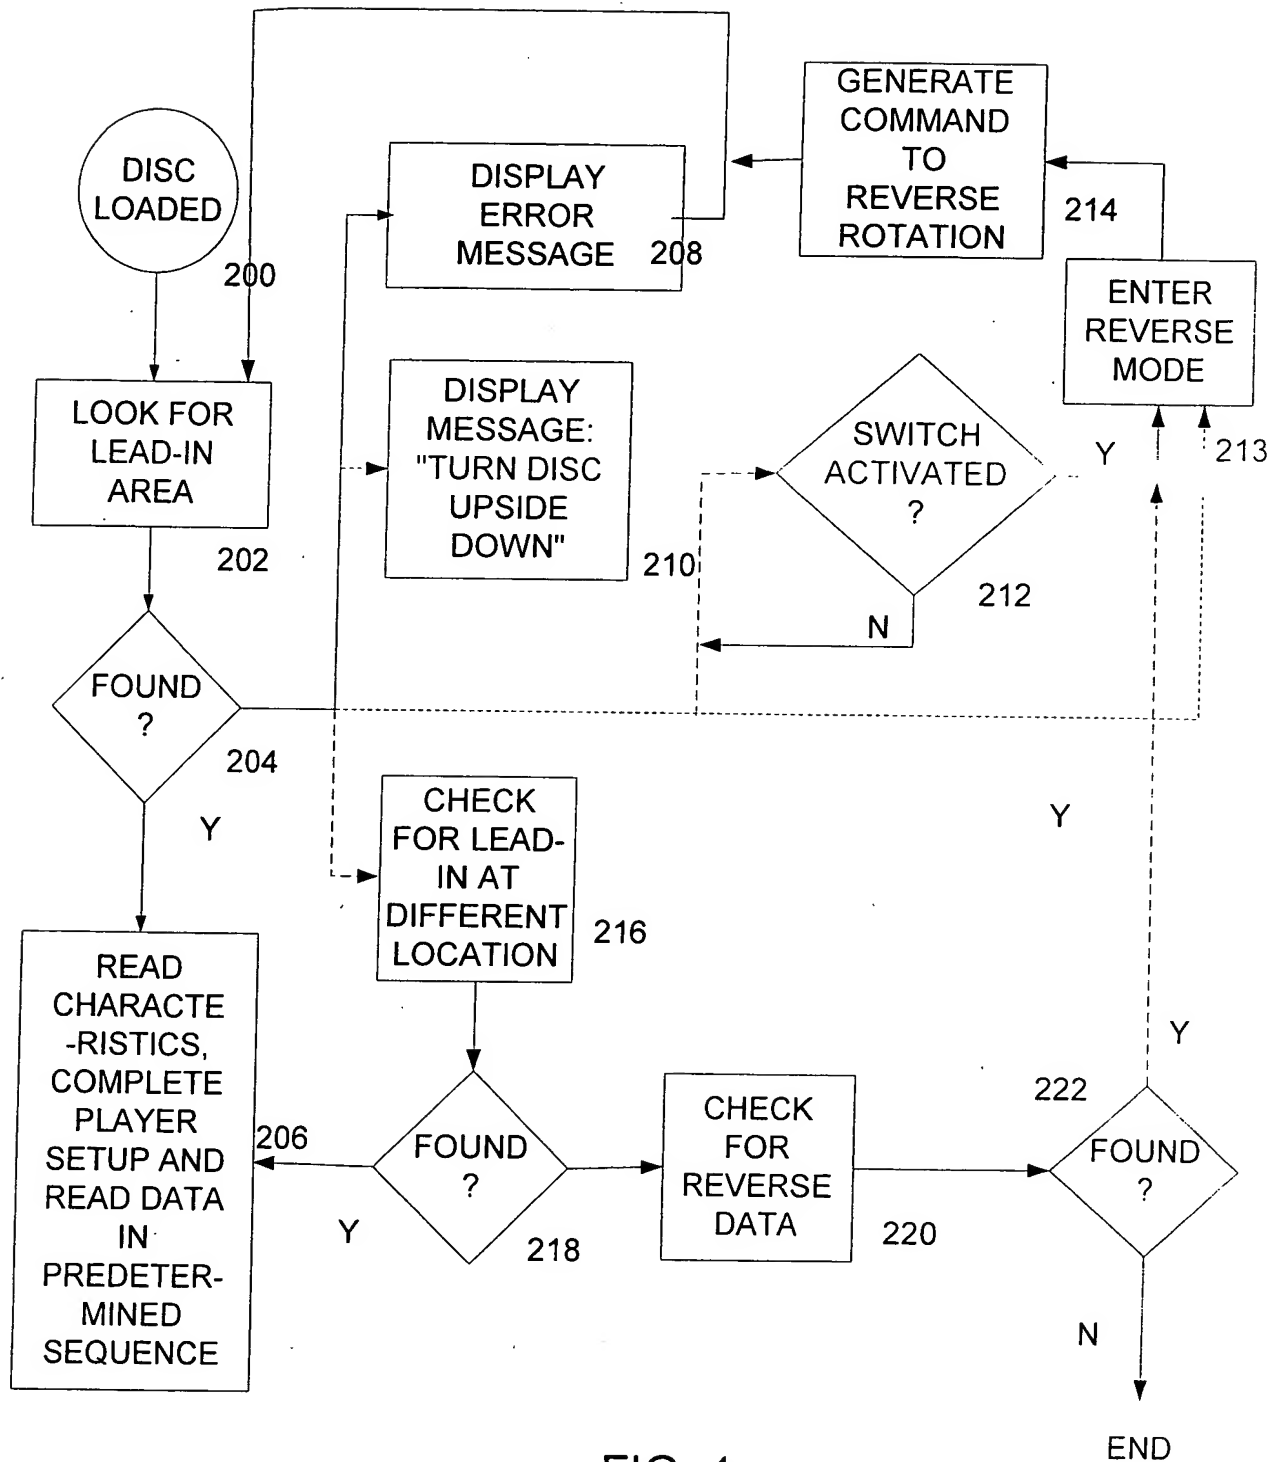 DISC
LOADED
200
LOOK FOR
LEAD-IN
AREA
202
FOUND
?
204
Y
READ
CHARACTE
-RISTICS,
COMPLETE
PLAYER
SETUP AND
READ DATA
IN
PREDETER-
MINED
SEQUENCE
206
DISPLAY
ERROR
MESSAGE
208
DISPLAY
MESSAGE:
"TURN DISC
UPSIDE
DOWN"
210
SWITCH
ACTIVATED
?
212
Y
N
GENERATE
COMMAND
TO
REVERSE
ROTATION
214
ENTER
REVERSE
MODE
213
CHECK
FOR LEAD-
IN AT
DIFFERENT
LOCATION
216
FOUND
?
218
Y
CHECK
FOR
REVERSE
DATA
220
FOUND
?
222
Y
Y
N
END